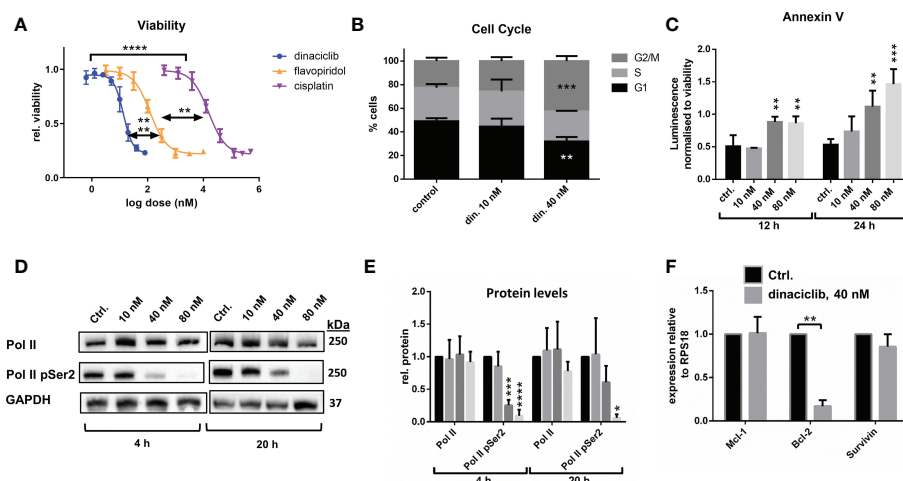 A
Viability
****
dinaciclib
flavopiridol
cisplatin
**
**
**
1.0
0.5
0.0
rel. viability
0
2
4
6
log dose (nM)
B
Cell Cycle
G2/M
S
G1
100
80
60
40
20
0
% cells
***
**
control
din. 10 nM
din. 40 nM
C
Annexin V
Luminescence
normalised to viability
2.0
1.5
1.0
0.5
0.0
**
**
**
***
ctrl.
10 nM
40 nM
80 nM
ctrl.
10 nM
40 nM
80 nM
12 h
24 h
D
Ctrl.
10 nM
40 nM
80 nM
Ctrl.
10 nM
40 nM
80 nM
kDa
Pol II
250
Pol II pSer2
250
GAPDH
37
4 h
20 h
E
Protein levels
rel. protein
2.0
1.5
1.0
0.5
0.0
***
****
*
Pol II
Pol II pSer2
Pol II
Pol II pSer2
4 h
20 h
F
Ctrl.
dinaciclib, 40 nM
expression relative
to RPS18
1.5
1.0
0.5
0.0
**
Mcl-1
Bcl-2
Survivin